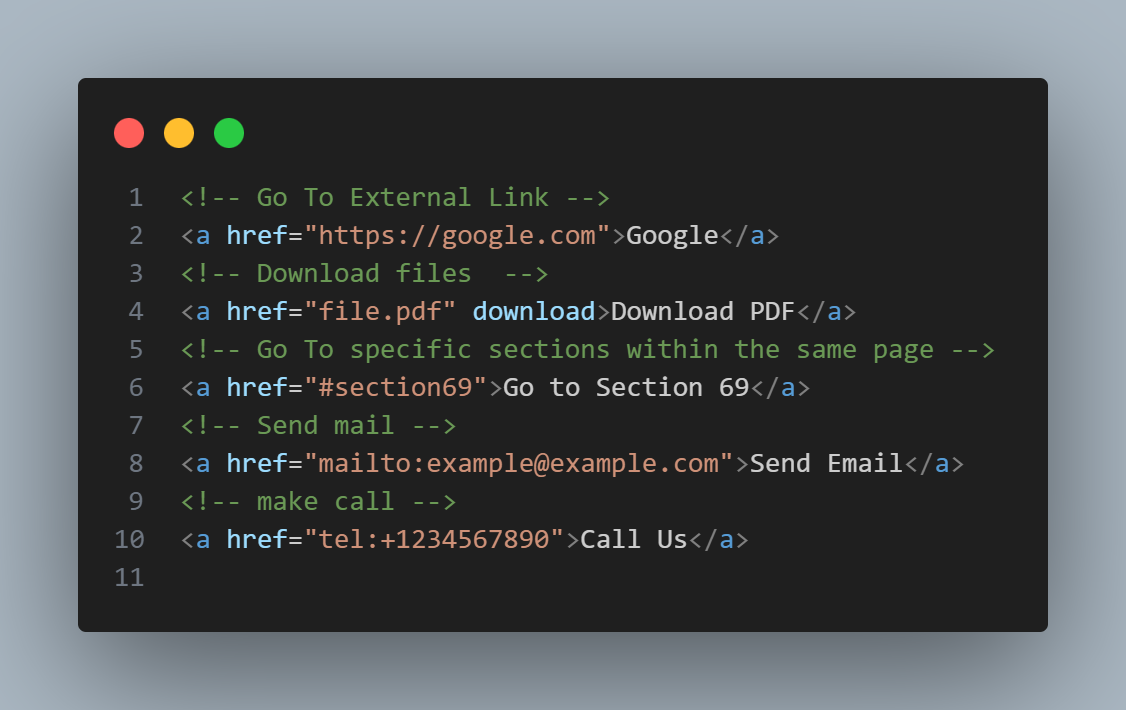 1 <!-- Go To External Link -->
2 <a href="https://google.com">Google</a>
3 <!-- Download files  -->
4 <a href="file.pdf" download>Download PDF</a>
5 <!-- Go To specific sections within the same page -->
6 <a href="#section69">Go to Section 69</a>
7 <!-- Send mail -->
8 <a href="mailto:example@example.com">Send Email</a>
9 <!-- make call -->
10 <a href="tel:+1234567890">Call Us</a>
11